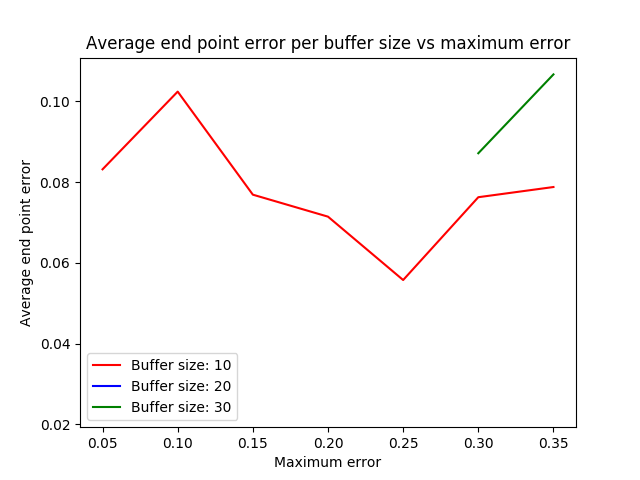 Average end point error per buffer size vs maximum error
Average end point error
0.10
0.08
0.06
0.04
0.02
Buffer size: 10
Buffer size: 20
Buffer size: 30
0.05 0.10 0.15 0.20 0.25 0.30 0.35
Maximum error